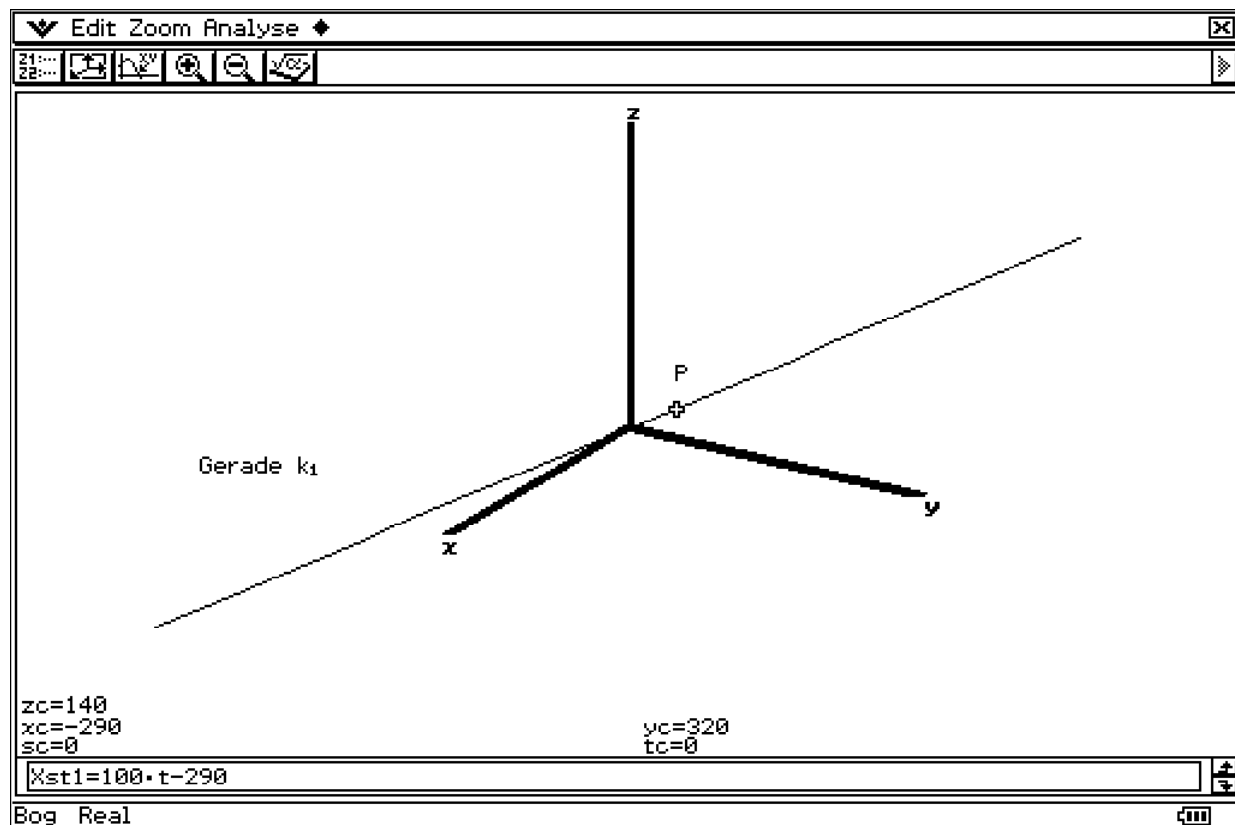 Edit Zoom Analyse ◆
z
P
Gerade k₁
x
y
zc=140
xc=-290 yc=320
sc=0 tc=0
Xst1=100·t-290
Bog Real